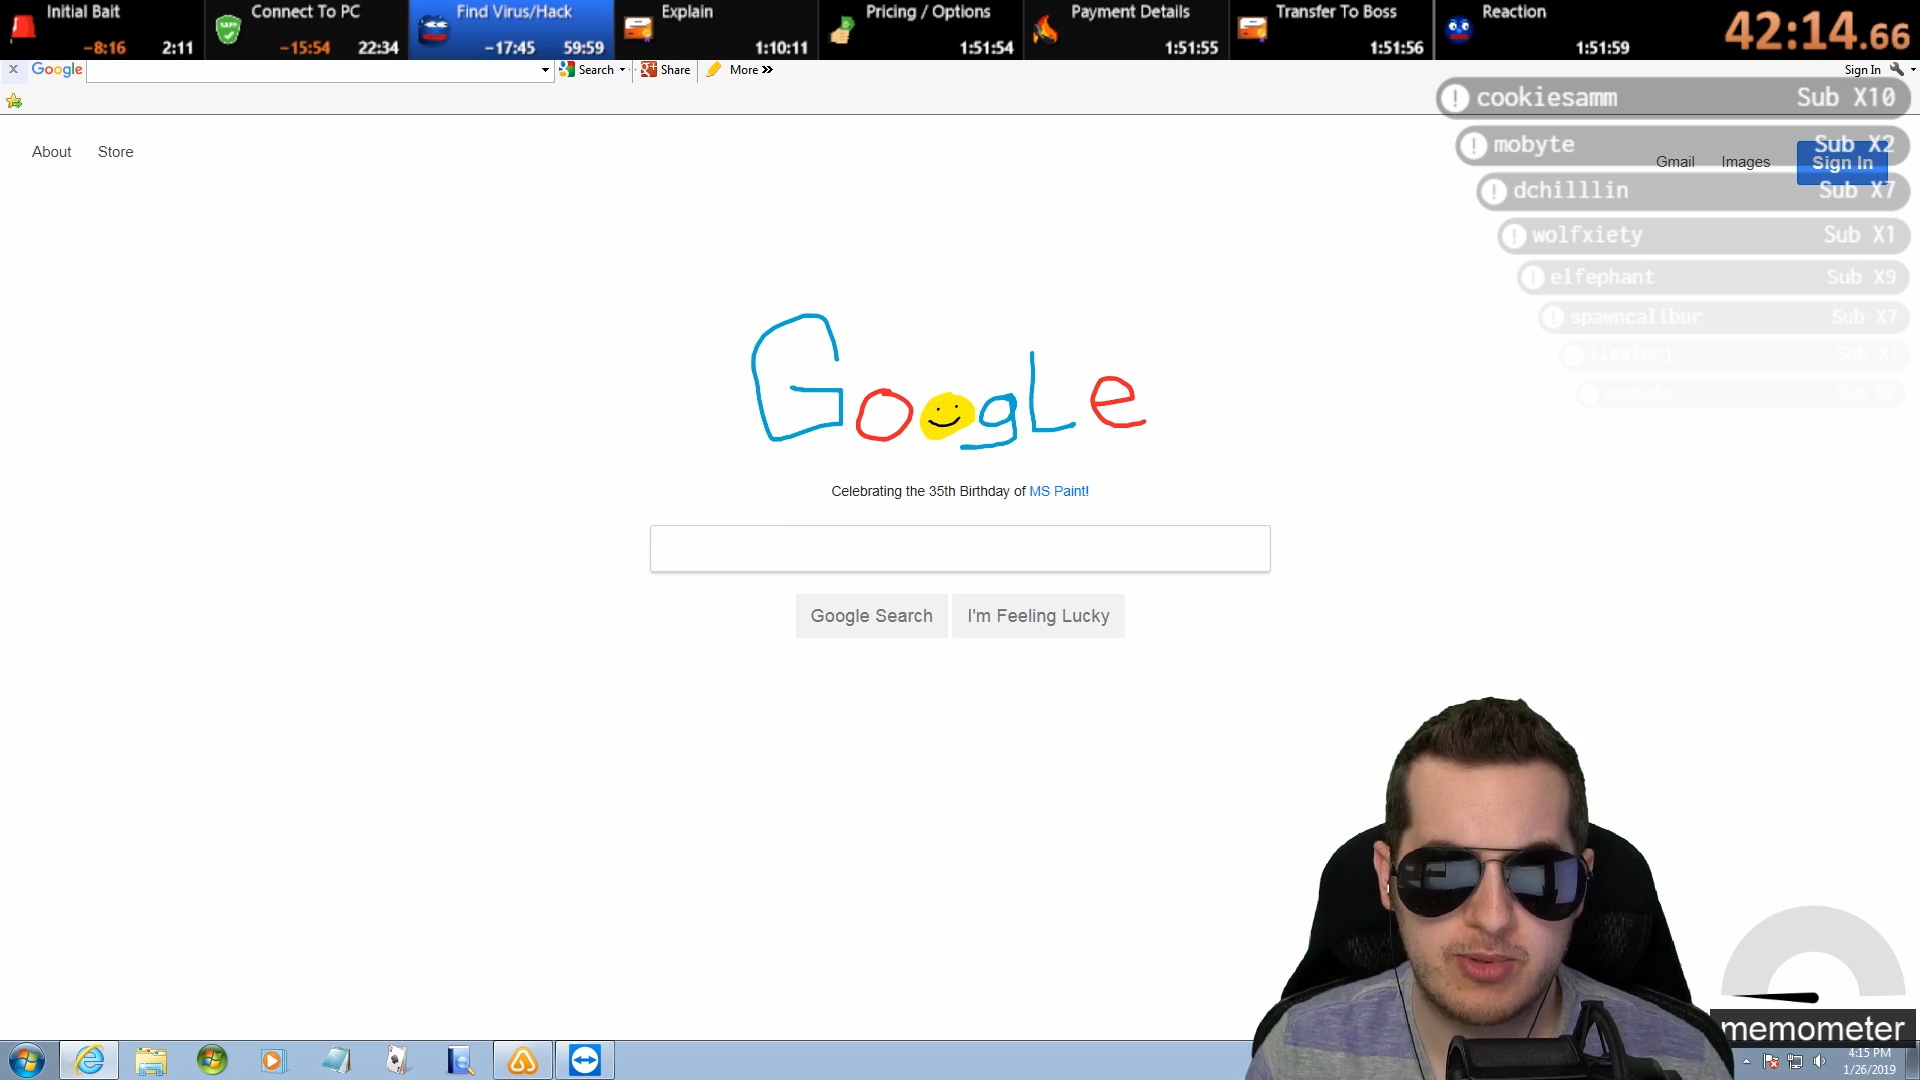 Initial Bait
−8:16 2:11
Connect To PC
−15:54 22:34
Find Virus/Hack
−17:45 59:59
Explain
1:10:11
Pricing / Options
1:51:54
Payment Details
1:51:55
Transfer To Boss
1:51:56
Reaction
1:51:59
42:14.66
x Google Search Share More » Sign In
cookiesamm Sub X10
mobyte Sub X2
About Store Gmail Images Sign In
dchilllin Sub X7
wolfxiety Sub X1
elfephant Sub X9
spawncalibur Sub X7
Sub X1
Sub X2
GoogLe
Celebrating the 35th Birthday of MS Paint!
Google Search I'm Feeling Lucky
memometer
4:15 PM
1/26/2019